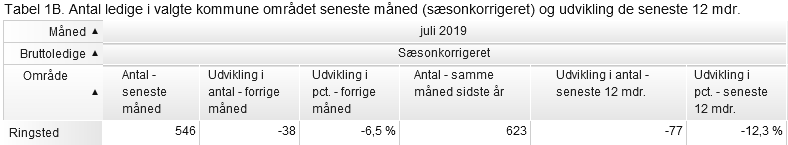 Tabel 1B. Antal ledige i valgte kommune området seneste måned (sæsonkorrigeret) og udvikling de seneste 12 mdr.
Måned ▲ juli 2019
Bruttoledige ▲ Sæsonkorrigeret
Område ▲ Antal - seneste måned Udvikling i antal - forrige måned Udvikling i pct. - forrige måned Antal - samme måned sidste år Udvikling i antal - seneste 12 mdr. Udvikling i pct. - seneste 12 mdr.
Ringsted 546 -38 -6,5 % 623 -77 -12,3 %